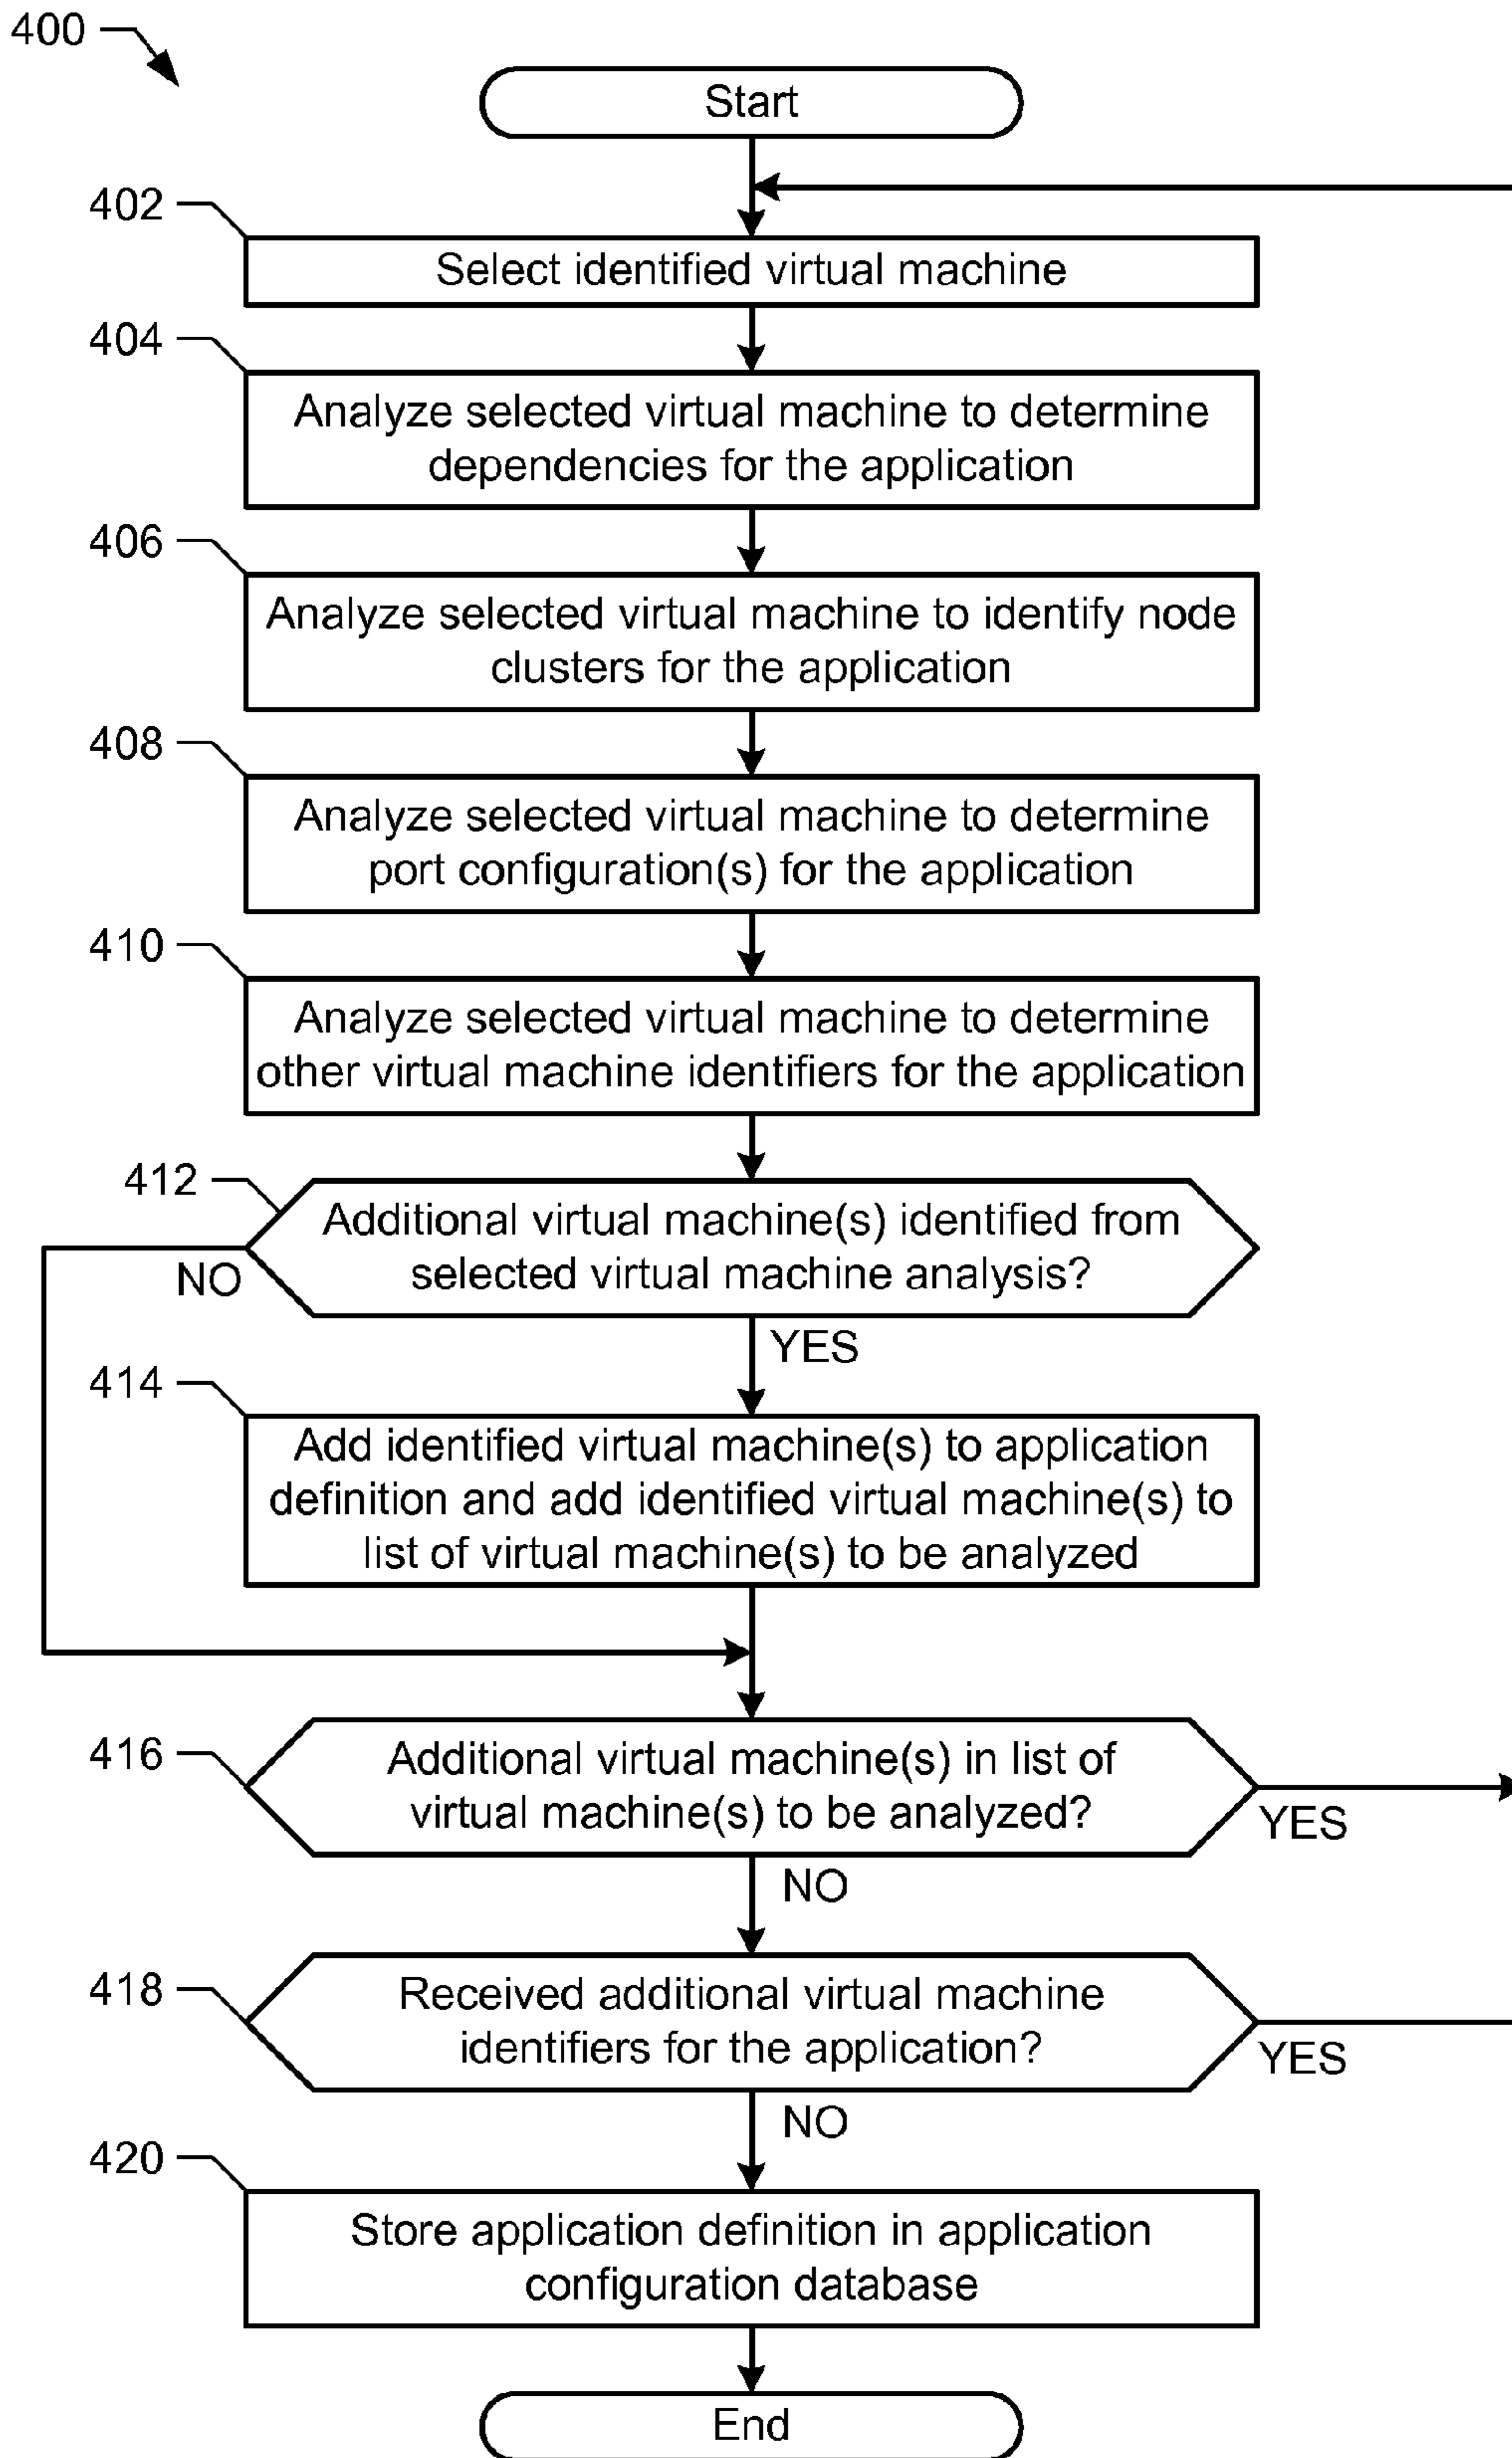 400
Start
402
Select identified virtual machine
404
Analyze selected virtual machine to determine
dependencies for the application
406
Analyze selected virtual machine to identify node
clusters for the application
408
Analyze selected virtual machine to determine
port configuration(s) for the application
410
Analyze selected virtual machine to determine
other virtual machine identifiers for the application
412
Additional virtual machine(s) identified from
selected virtual machine analysis?
NO
YES
414
Add identified virtual machine(s) to application
definition and add identified virtual machine(s) to
list of virtual machine(s) to be analyzed
416
Additional virtual machine(s) in list of
virtual machine(s) to be analyzed?
YES
NO
418
Received additional virtual machine
identifiers for the application?
YES
NO
420
Store application definition in application
configuration database
End